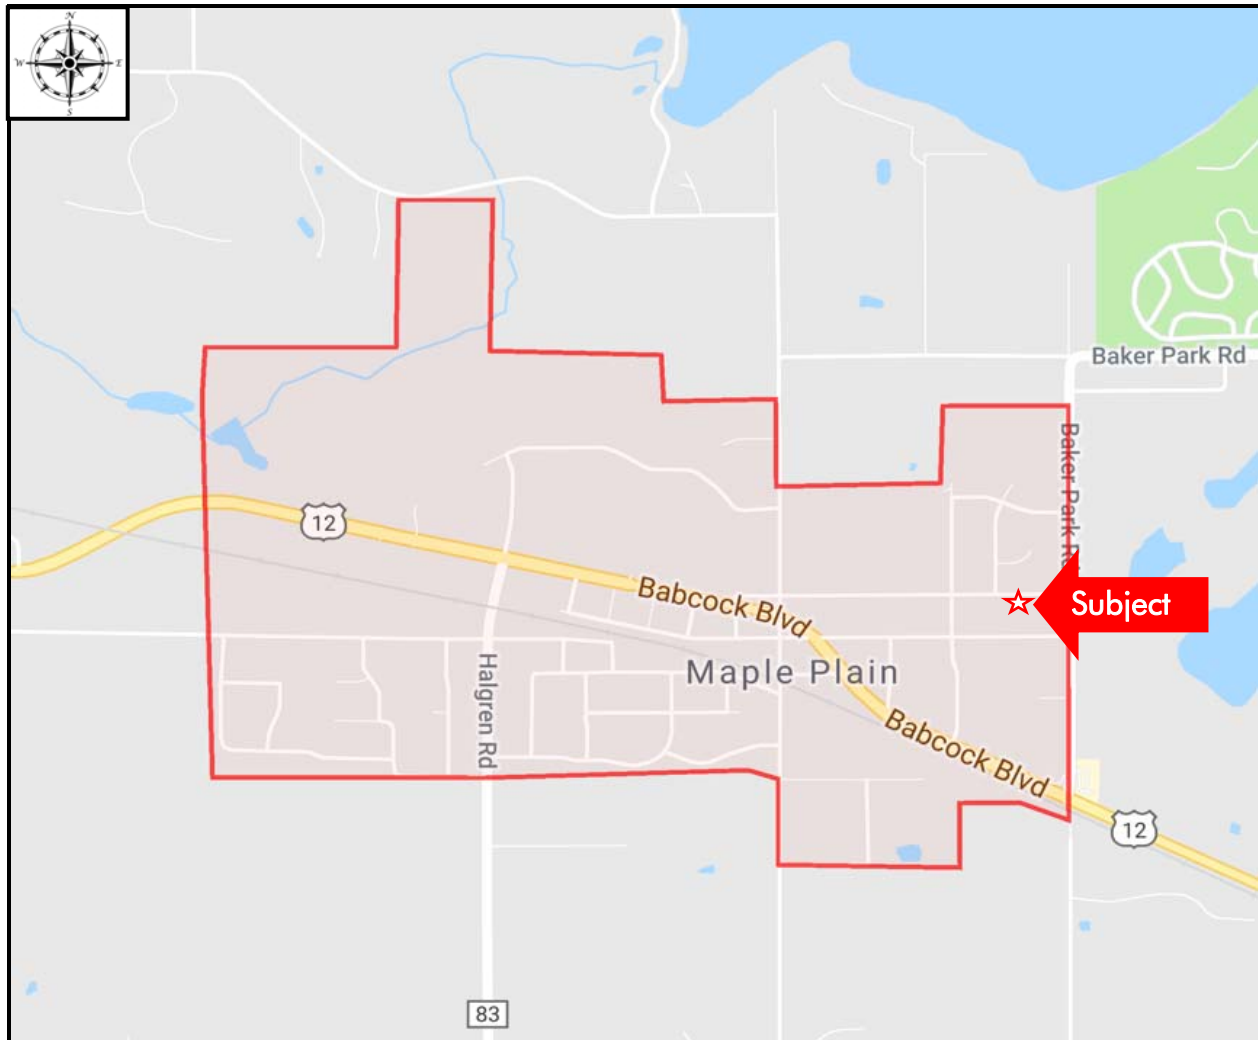 N
W E
S
Baker Park Rd
Baker Park Rd
12
Babcock Blvd
Subject
Maple Plain
Halgren Rd
Babcock Blvd
12
83